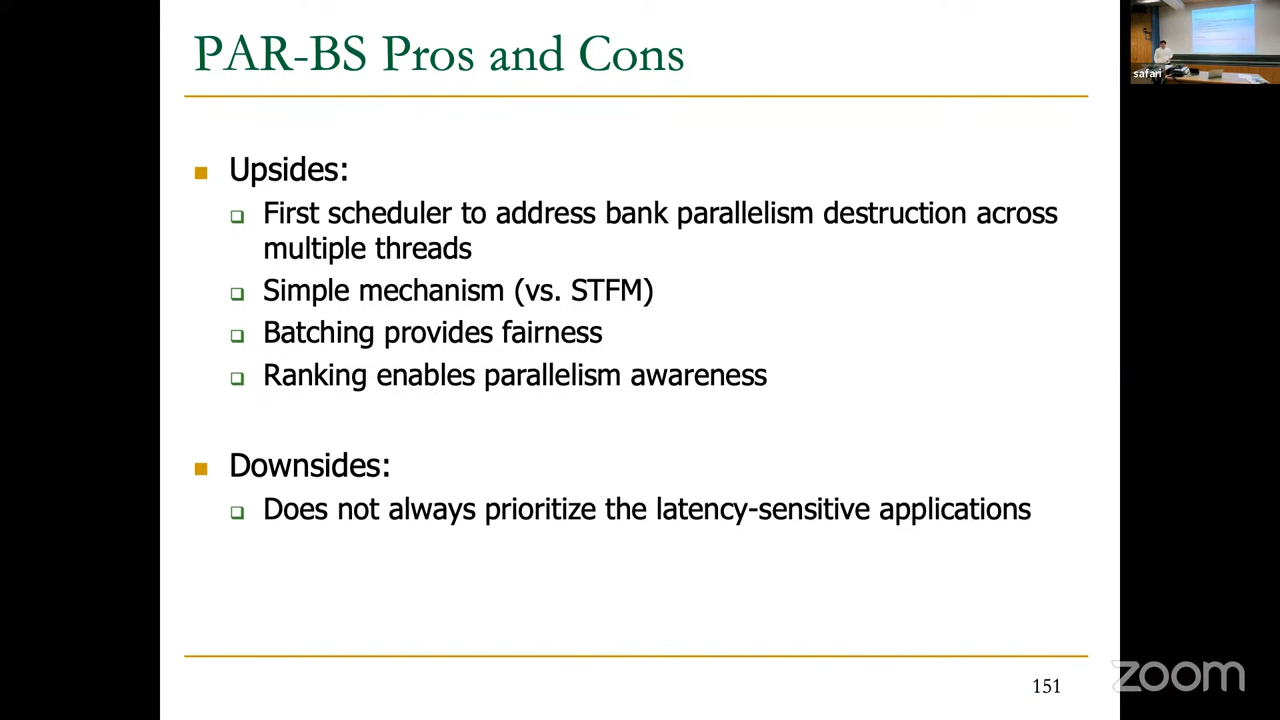 PAR-BS Pros and Cons
safari
Upsides:
First scheduler to address bank parallelism destruction across
multiple threads
Simple mechanism (vs. STFM)
Batching provides fairness
Ranking enables parallelism awareness
Downsides:
Does not always prioritize the latency-sensitive applications
151
zoom